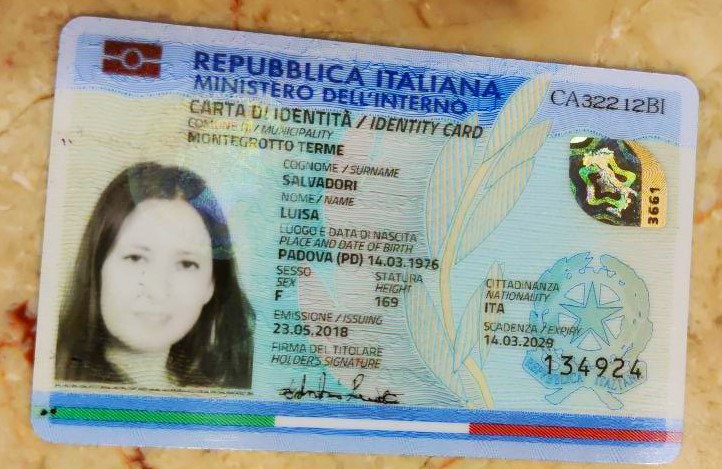 REPUBBLICA ITALIANA
MINISTERO DELL'INTERNO
CA32212BI
CARTA DI IDENTITÀ / IDENTITY CARD
COMUNE DI / MUNICIPALITY
MONTEGROTTO TERME
COGNOME / SURNAME
SALVADORI
NOME / NAME
LUISA
LUOGO E DATA DI NASCITA
PLACE AND DATE OF BIRTH
PADOVA (PD) 14.03.1976
SESSO STATURA
SEX HEIGHT
F 169
CITTADINANZA
NATIONALITY
ITA
EMISSIONE / ISSUING
23.05.2018
SCADENZA / EXPIRY
14.03.2029
FIRMA DEL TITOLARE
HOLDER'S SIGNATURE
134924
REPUBBLICA ITALIANA
3661